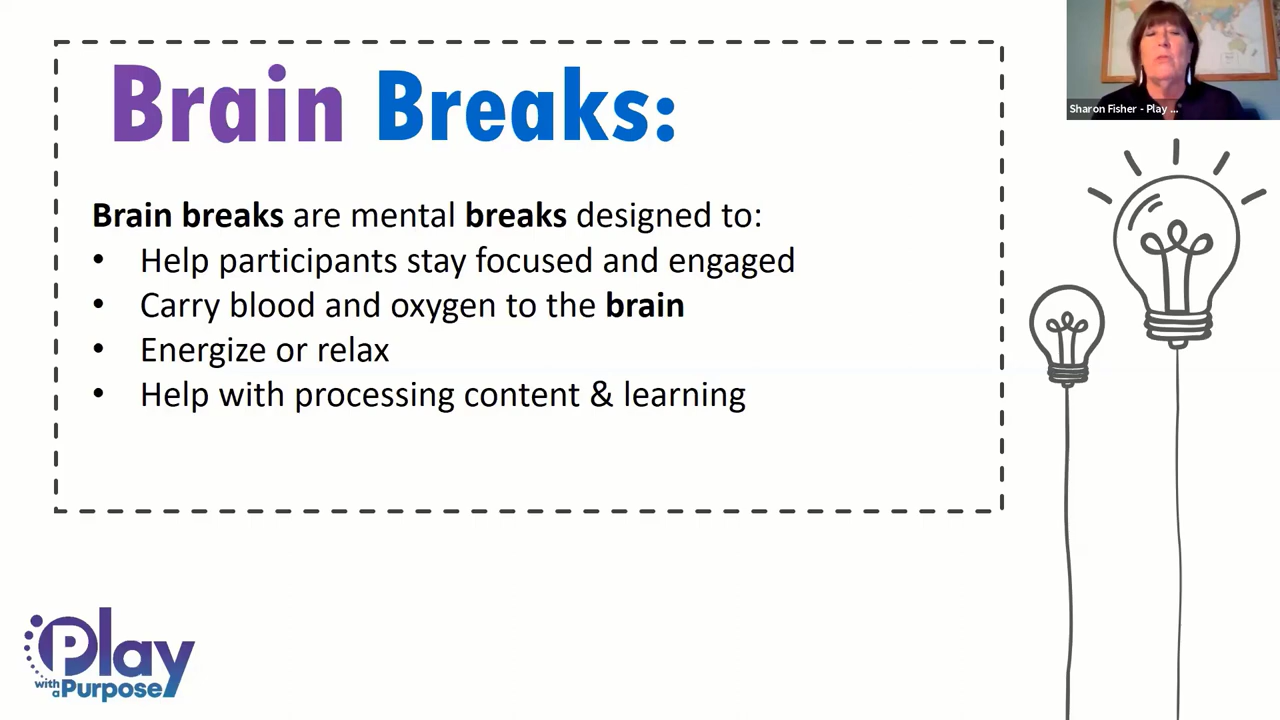 Brain Breaks:
Brain breaks are mental breaks designed to:
• Help participants stay focused and engaged
• Carry blood and oxygen to the brain
• Energize or relax
• Help with processing content & learning
Sharon Fisher - Play ...
Play
with a Purpose